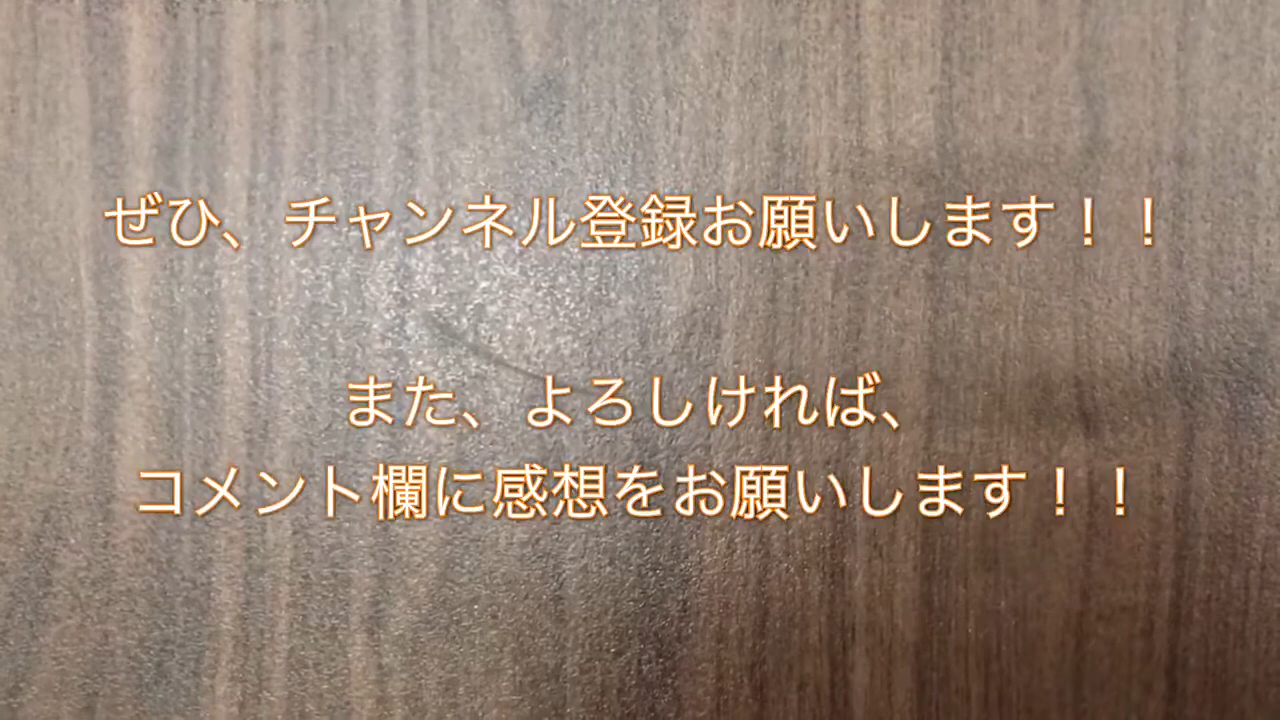 ぜひ、チャンネル登録お願いします！！
また、よろしければ、
コメント欄に感想をお願いします！！